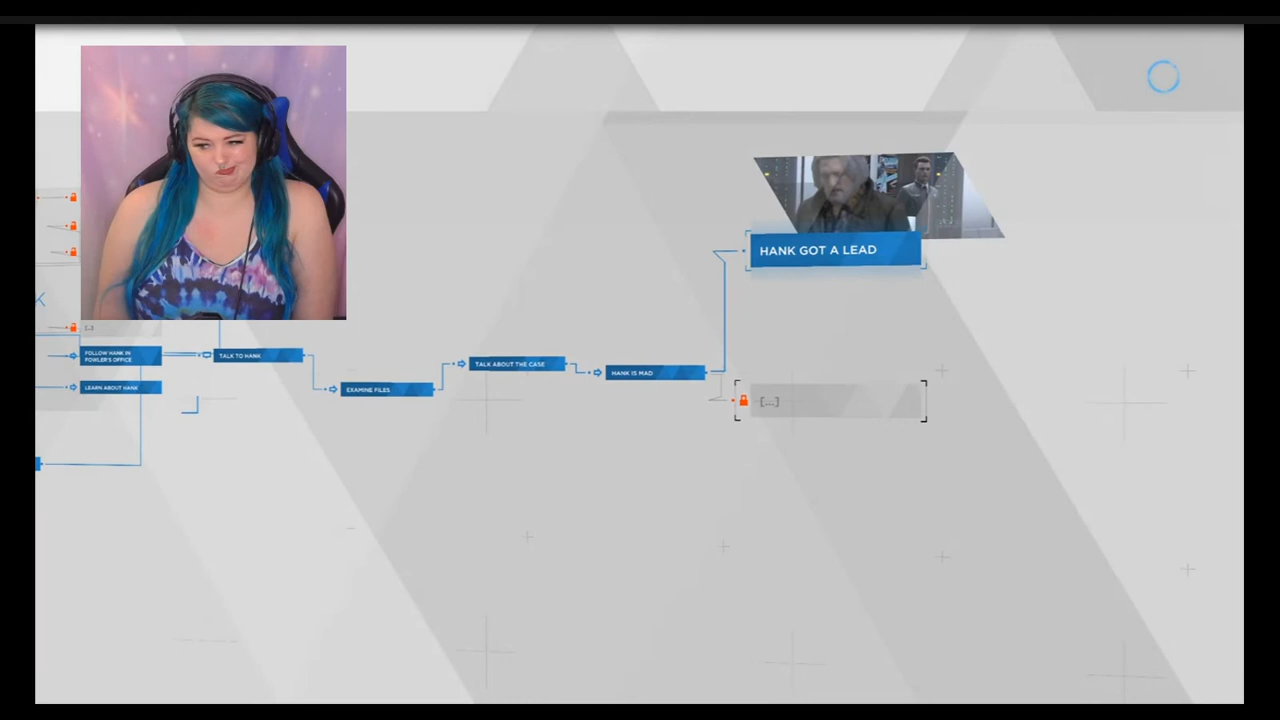 HANK GOT A LEAD
K
[...]
FOLLOW HANK IN
FOWLER'S OFFICE
TALK TO HANK
TALK ABOUT THE CASE
HANK IS MAD
LEARN ABOUT HANK
EXAMINE FILES
[...]